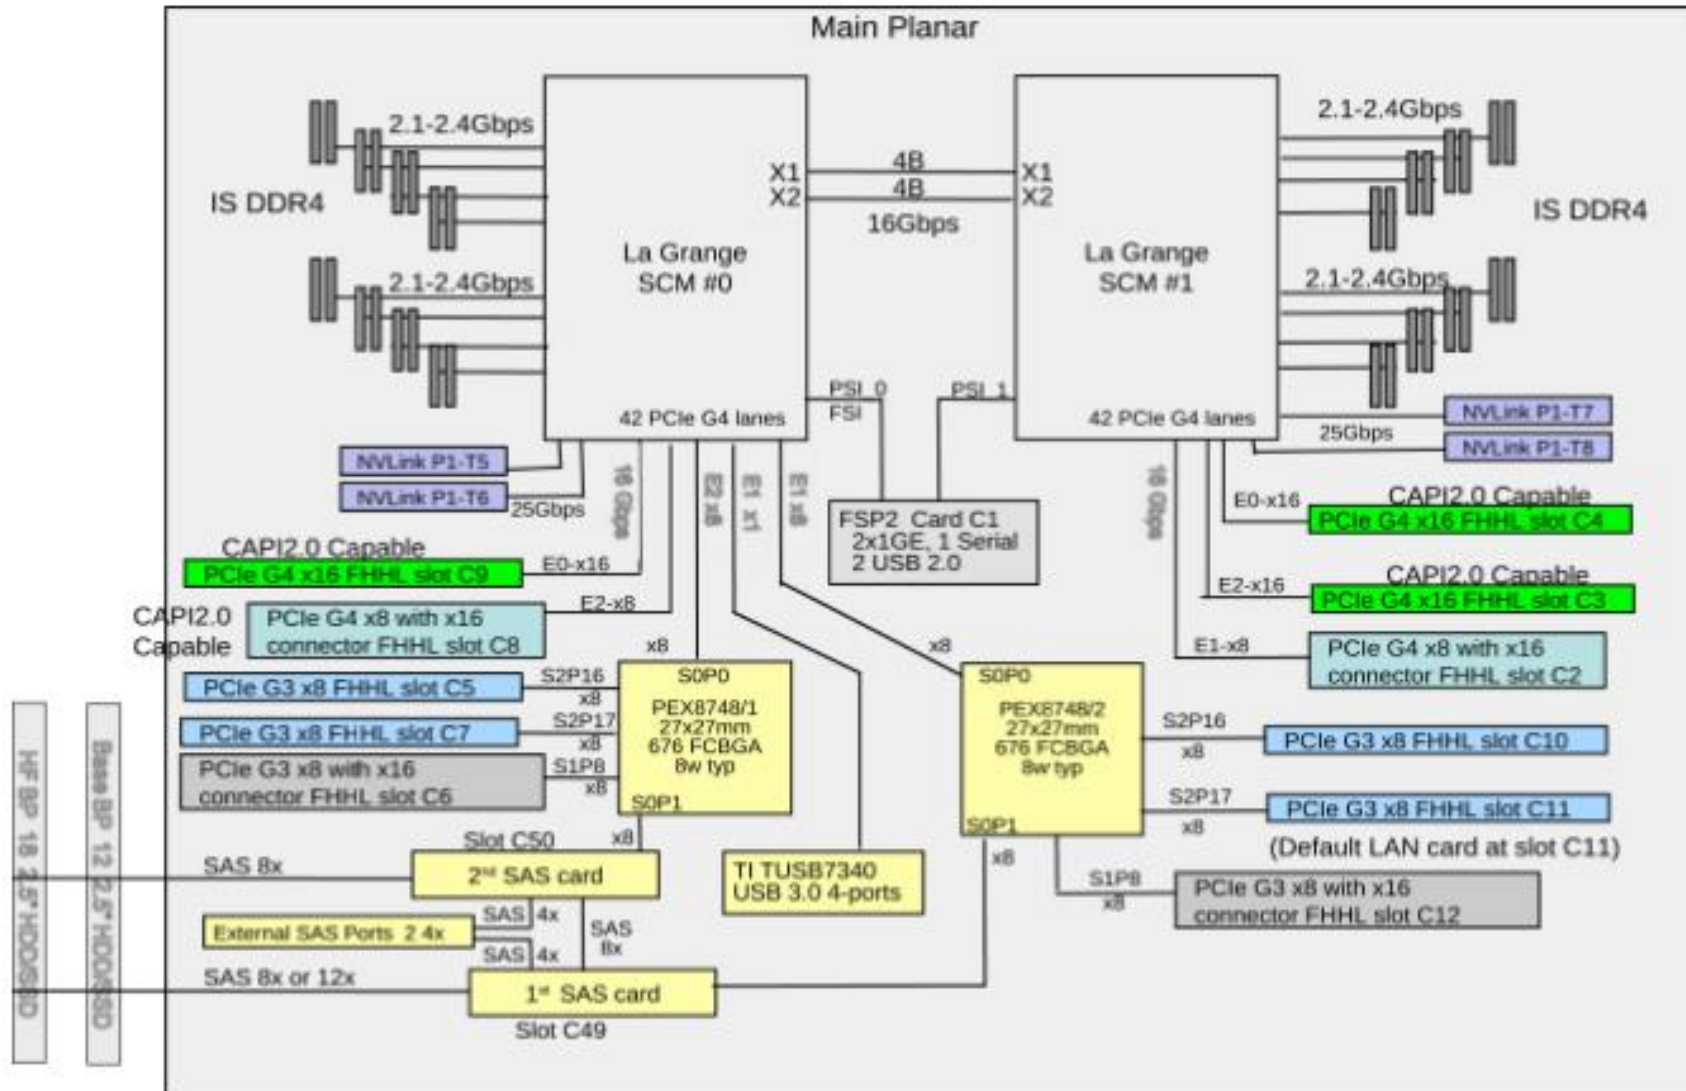 Main Planar
2.1-2.4Gbps
IS DDR4
2.1-2.4Gbps
X1
X2
La Grange
SCM #0
42 PCIe G4 lanes
4B
4B
16Gbps
X1
X2
La Grange
SCM #1
42 PCIe G4 lanes
2.1-2.4Gbps
IS DDR4
2.1-2.4Gbps
PSI_0
FSI
PSI_1
NVLink P1-T5
NVLink P1-T6
25Gbps
NVLink P1-T7
25Gbps
NVLink P1-T8
16 Gbps
E2 x8
E1 x1
E1 x8
16 Gbps
FSP2 Card C1
2x1GE, 1 Serial
2 USB 2.0
CAPI2.0 Capable
PCIe G4 x16 FHHL slot C9
E0-x16
CAPI2.0
Capable
PCIe G4 x8 with x16
connector FHHL slot C8
E2-x8
E0-x16
CAPI2.0 Capable
PCIe G4 x16 FHHL slot C4
E2-x16
CAPI2.0 Capable
PCIe G4 x16 FHHL slot C3
E1-x8
PCIe G4 x8 with x16
connector FHHL slot C2
PCIe G3 x8 FHHL slot C5
S2P16
x8
PCIe G3 x8 FHHL slot C7
S2P17
x8
PCIe G3 x8 with x16
connector FHHL slot C6
S1P8
x8
x8
S0P0
PEX8748/1
27x27mm
676 FCBGA
8w typ
S0P1
x8
x8
S0P0
PEX8748/2
27x27mm
676 FCBGA
8w typ
S0P1
x8
S2P16
x8
PCIe G3 x8 FHHL slot C10
S2P17
x8
PCIe G3 x8 FHHL slot C11
(Default LAN card at slot C11)
S1P8
x8
PCIe G3 x8 with x16
connector FHHL slot C12
HF BP 18 2.5" HDD/SSD
Base BP 12 2.5" HDD/SSD
Slot C50
SAS 8x
2nd SAS card
SAS 4x
External SAS Ports 2 4x
SAS 4x
SAS
8x
SAS 8x or 12x
1st SAS card
Slot C49
TI TUSB7340
USB 3.0 4-ports